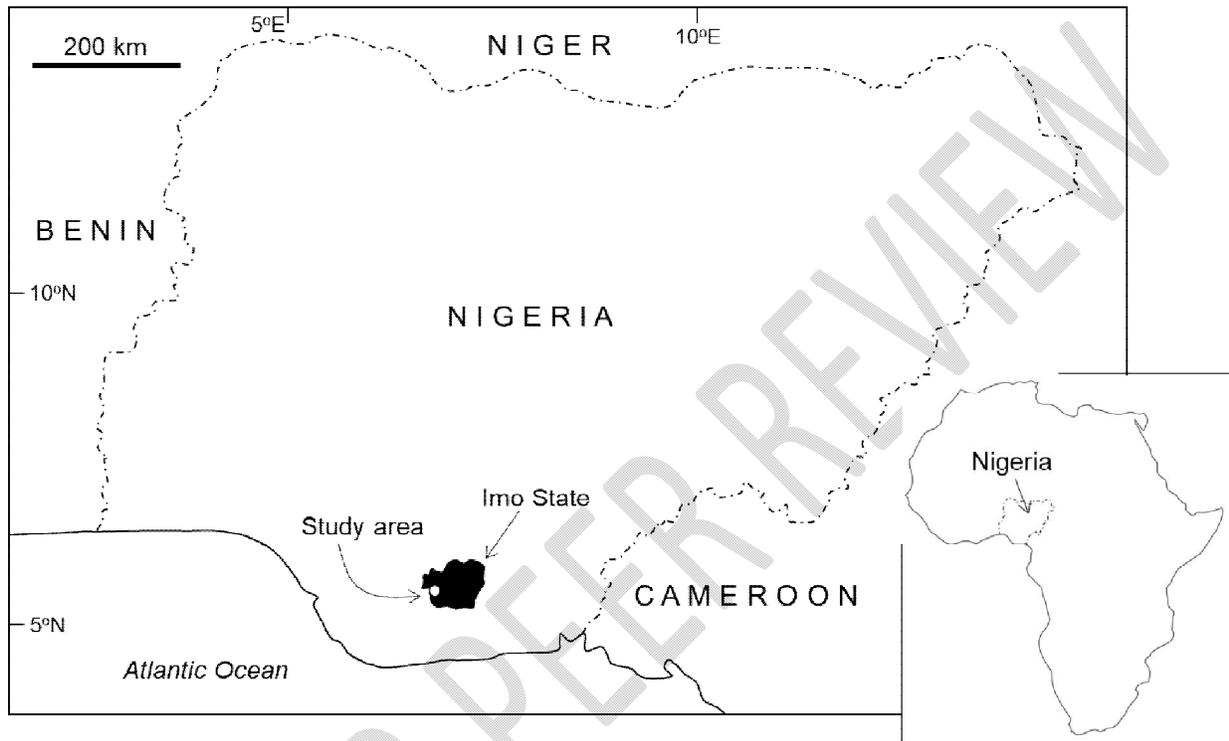 5ºE
10ºE
200 km
NIGER
BENIN
10ºN
NIGERIA
Nigeria
Imo State
Study area
CAMEROON
5ºN
Atlantic Ocean
PEER REVIEW